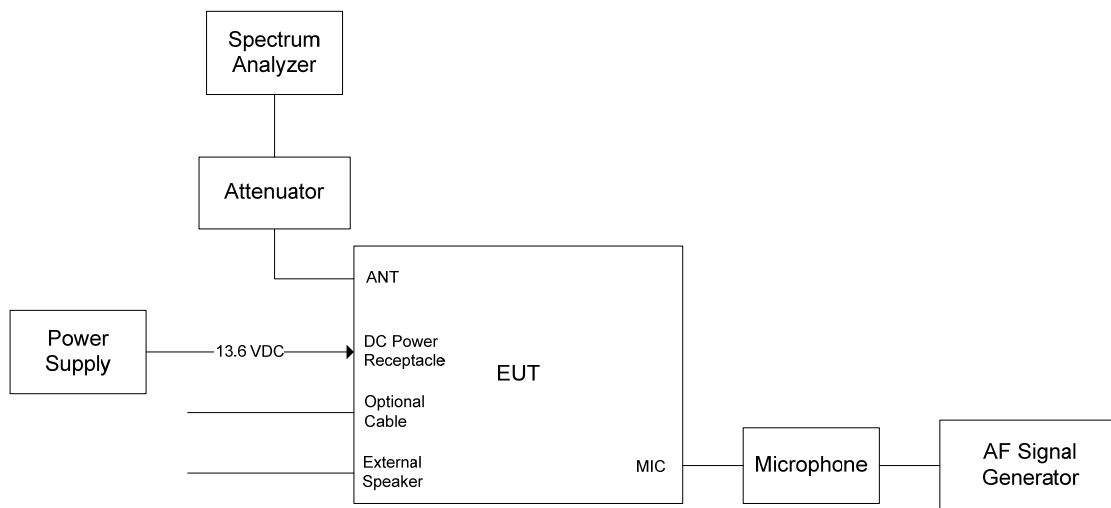 Spectrum
Analyzer
Attenuator
ANT
Power
Supply
13.6 VDC
DC Power
Receptacle
EUT
Optional
Cable
External
Speaker
MIC
Microphone
AF Signal
Generator